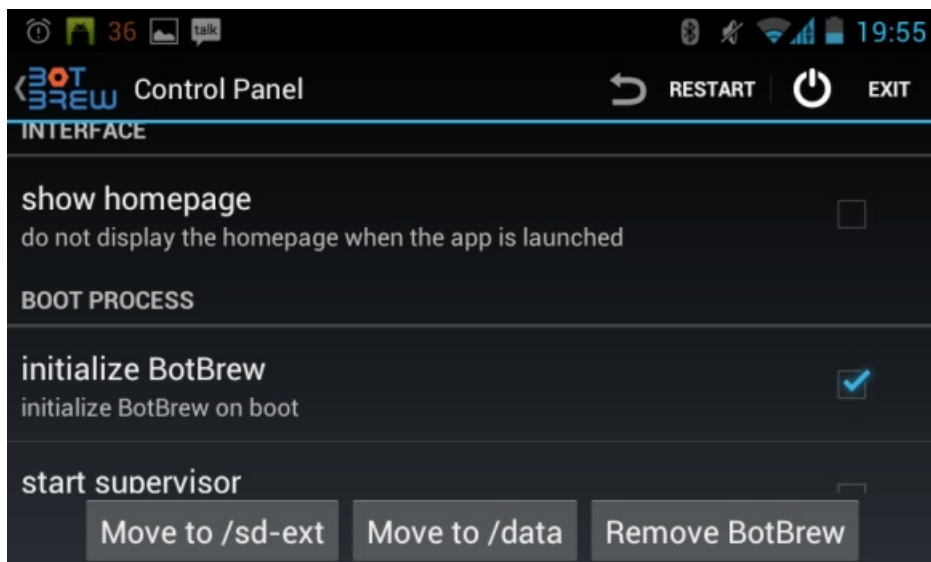 36 talk 19:55
BOT BREW Control Panel RESTART EXIT
INTERFACE
show homepage
do not display the homepage when the app is launched
BOOT PROCESS
initialize BotBrew
initialize BotBrew on boot
start supervisor
Move to /sd-ext Move to /data Remove BotBrew